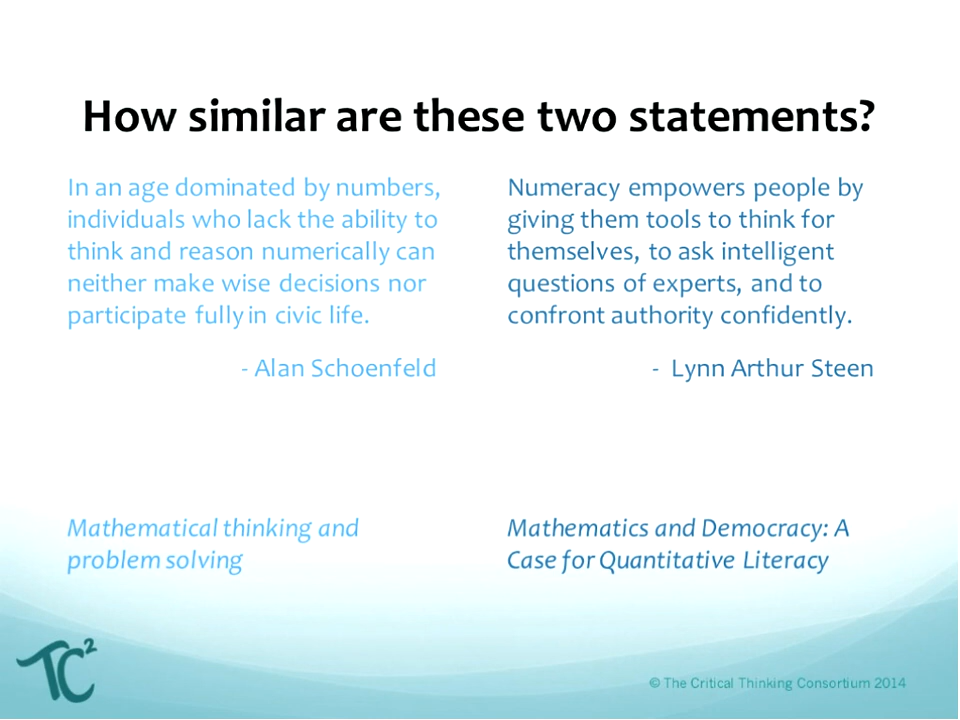 How similar are these two statements?
In an age dominated by numbers,
individuals who lack the ability to
think and reason numerically can
neither make wise decisions nor
participate fully in civic life.
- Alan Schoenfeld
Mathematical thinking and
problem solving
Numeracy empowers people by
giving them tools to think for
themselves, to ask intelligent
questions of experts, and to
confront authority confidently.
- Lynn Arthur Steen
Mathematics and Democracy: A
Case for Quantitative Literacy
TC²
© The Critical Thinking Consortium 2014